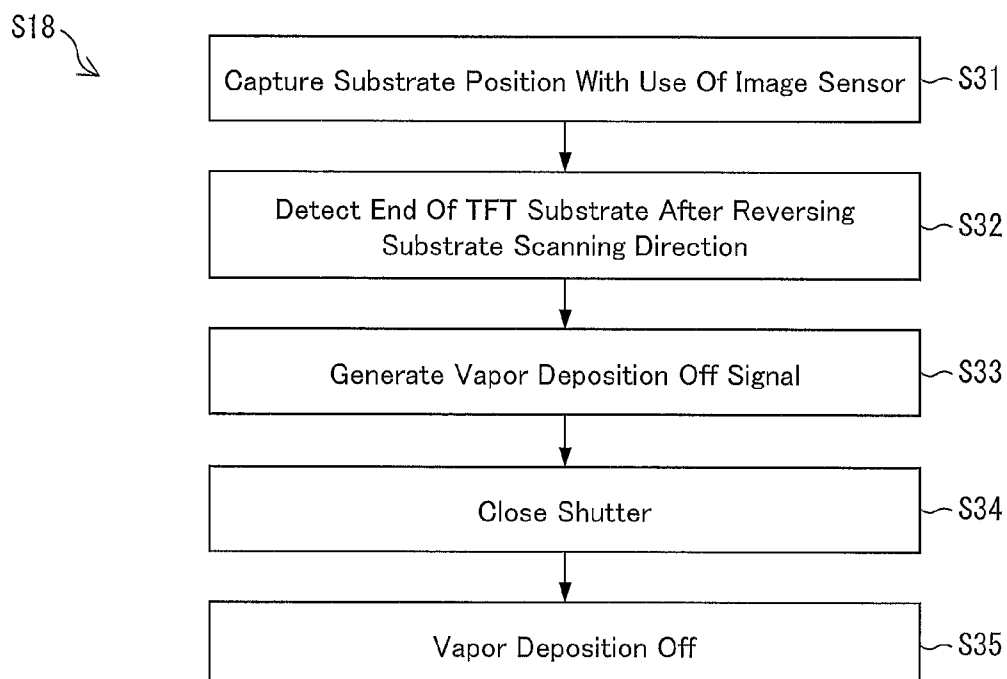 S18
Capture Substrate Position With Use Of Image Sensor
S31
Detect End Of TFT Substrate After Reversing
Substrate Scanning Direction
S32
Generate Vapor Deposition Off Signal
S33
Close Shutter
S34
Vapor Deposition Off
S35